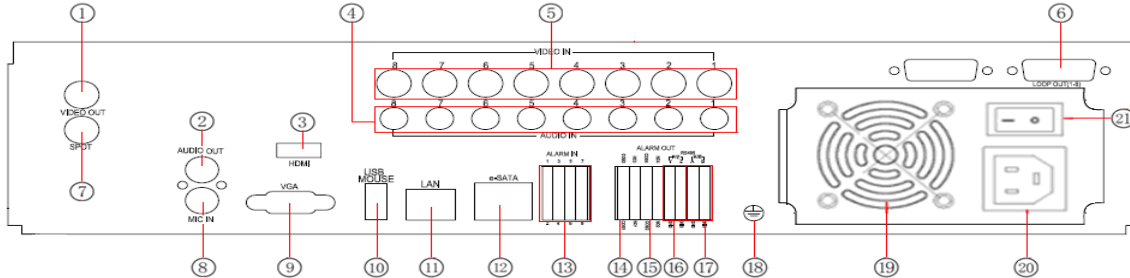 ① ④ ⑤ ⑥
VIDEO IN
8 7 6 5 4 3 2 1
LOOP OUT(1-8)
VIDEO OUT
8 7 6 5 4 3 2 1
AUDIO IN
② ③
SPOT
AUDIO OUT
HDMI
㉑
⑦
ALARM IN
1 3 5 7
ALARM OUT
RS485
USB
MOUSE
LAN
e-SATA
VGA
MIC IN
2 4 6 8
⑧ ⑨ ⑩ ⑪ ⑫ ⑬ ⑭ ⑮ ⑯ ⑰ ⑱ ⑲ ⑳